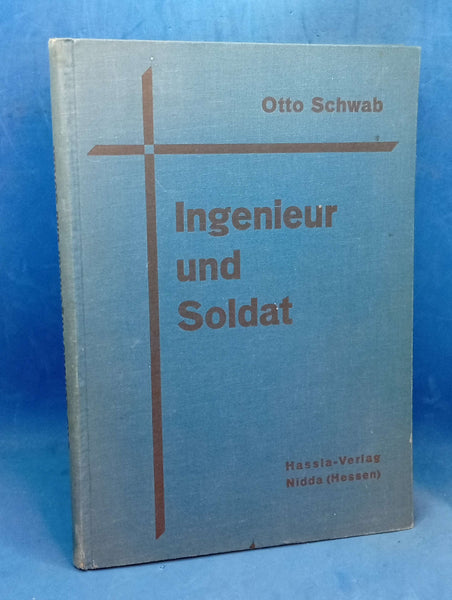 Otto Schwab
Ingenieur
und
Soldat
Hassia-Verlag
Nidda (Hessen)